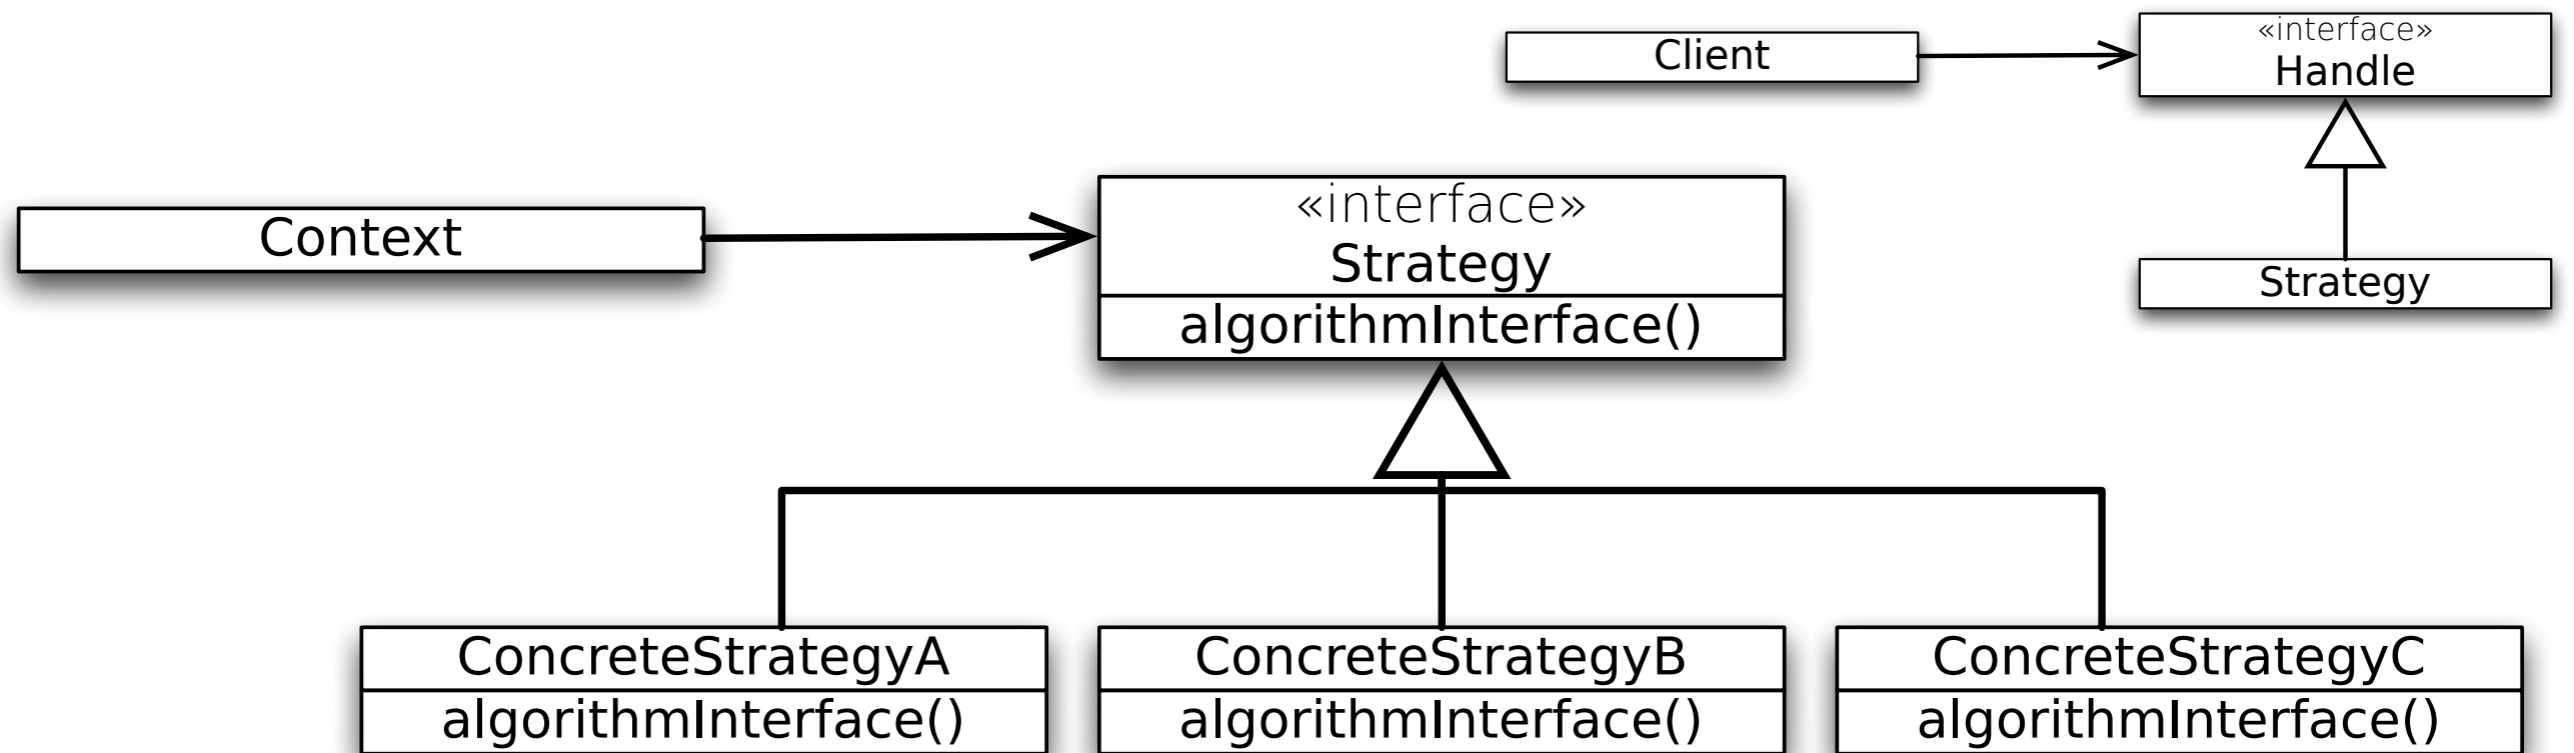 «interface»
Client
Handle
«interface»
Context
Strategy
Strategy
algorithmInterface()
ConcreteStrategyA
ConcreteStrategyB
ConcreteStrategyC
algorithmInterface()
algorithmInterface()
algorithmInterface()